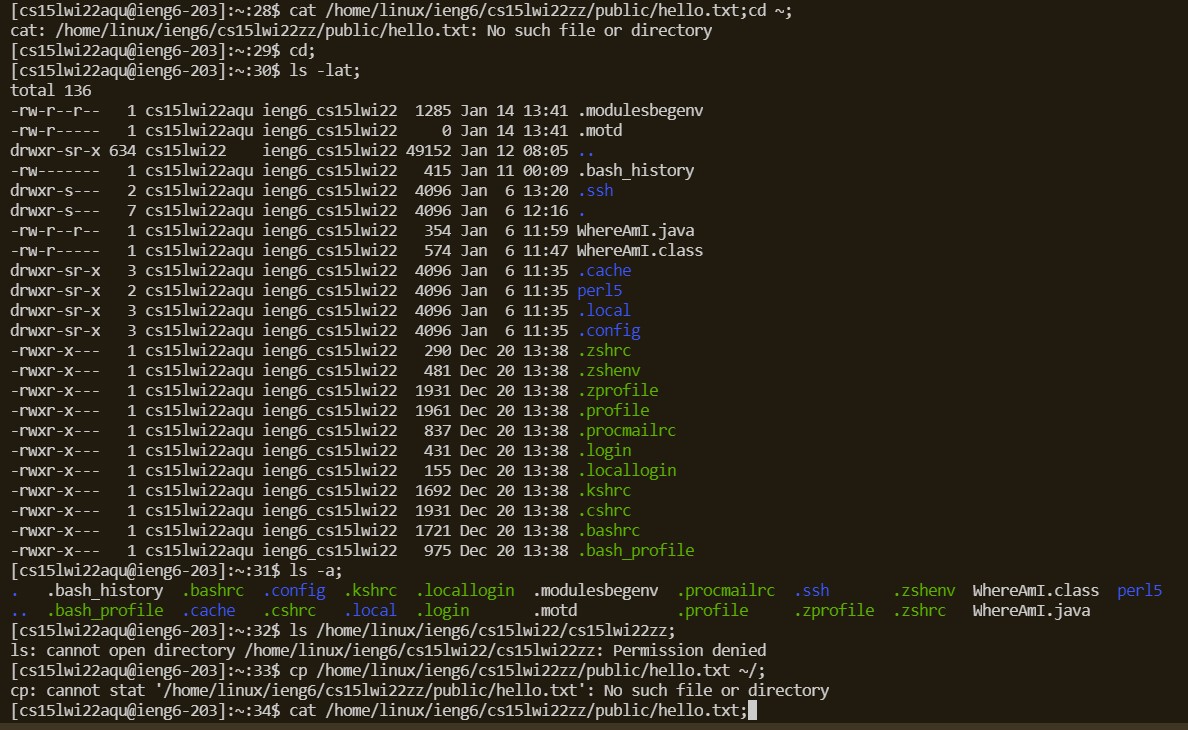 [cs15lwi22aqu@ieng6-203]:~:28$ cat /home/linux/ieng6/cs15lwi22zz/public/hello.txt;cd ~;
cat: /home/linux/ieng6/cs15lwi22zz/public/hello.txt: No such file or directory
[cs15lwi22aqu@ieng6-203]:~:29$ cd;
[cs15lwi22aqu@ieng6-203]:~:30$ ls -lat;
total 136
-rw-r--r--   1 cs15lwi22aqu ieng6_cs15lwi22  1285 Jan 14 13:41 .modulesbegenv
-rw-r-----   1 cs15lwi22aqu ieng6_cs15lwi22     0 Jan 14 13:41 .motd
drwxr-sr-x 634 cs15lwi22    ieng6_cs15lwi22 49152 Jan 12 08:05 ..
-rw-------   1 cs15lwi22aqu ieng6_cs15lwi22   415 Jan 11 00:09 .bash_history
drwxr-s---   2 cs15lwi22aqu ieng6_cs15lwi22  4096 Jan  6 13:20 .ssh
drwxr-s---   7 cs15lwi22aqu ieng6_cs15lwi22  4096 Jan  6 12:16 .
-rw-r--r--   1 cs15lwi22aqu ieng6_cs15lwi22   354 Jan  6 11:59 WhereAmI.java
-rw-r-----   1 cs15lwi22aqu ieng6_cs15lwi22   574 Jan  6 11:47 WhereAmI.class
drwxr-sr-x   3 cs15lwi22aqu ieng6_cs15lwi22  4096 Jan  6 11:35 .cache
drwxr-sr-x   2 cs15lwi22aqu ieng6_cs15lwi22  4096 Jan  6 11:35 perl5
drwxr-sr-x   3 cs15lwi22aqu ieng6_cs15lwi22  4096 Jan  6 11:35 .local
drwxr-sr-x   3 cs15lwi22aqu ieng6_cs15lwi22  4096 Jan  6 11:35 .config
-rwxr-x---   1 cs15lwi22aqu ieng6_cs15lwi22   290 Dec 20 13:38 .zshrc
-rwxr-x---   1 cs15lwi22aqu ieng6_cs15lwi22   481 Dec 20 13:38 .zshenv
-rwxr-x---   1 cs15lwi22aqu ieng6_cs15lwi22  1931 Dec 20 13:38 .zprofile
-rwxr-x---   1 cs15lwi22aqu ieng6_cs15lwi22  1961 Dec 20 13:38 .profile
-rwxr-x---   1 cs15lwi22aqu ieng6_cs15lwi22   837 Dec 20 13:38 .procmailrc
-rwxr-x---   1 cs15lwi22aqu ieng6_cs15lwi22   431 Dec 20 13:38 .login
-rwxr-x---   1 cs15lwi22aqu ieng6_cs15lwi22   155 Dec 20 13:38 .locallogin
-rwxr-x---   1 cs15lwi22aqu ieng6_cs15lwi22  1692 Dec 20 13:38 .kshrc
-rwxr-x---   1 cs15lwi22aqu ieng6_cs15lwi22  1931 Dec 20 13:38 .cshrc
-rwxr-x---   1 cs15lwi22aqu ieng6_cs15lwi22  1721 Dec 20 13:38 .bashrc
-rwxr-x---   1 cs15lwi22aqu ieng6_cs15lwi22   975 Dec 20 13:38 .bash_profile
[cs15lwi22aqu@ieng6-203]:~:31$ ls -a;
.   .bash_history  .bashrc  .config  .kshrc  .locallogin  .modulesbegenv  .procmailrc  .ssh       .zshenv  WhereAmI.class  perl5
..  .bash_profile  .cache   .cshrc   .local  .login       .motd           .profile     .zprofile  .zshrc   WhereAmI.java
[cs15lwi22aqu@ieng6-203]:~:32$ ls /home/linux/ieng6/cs15lwi22/cs15lwi22zz;
ls: cannot open directory /home/linux/ieng6/cs15lwi22/cs15lwi22zz: Permission denied
[cs15lwi22aqu@ieng6-203]:~:33$ cp /home/linux/ieng6/cs15lwi22zz/public/hello.txt ~/;
cp: cannot stat '/home/linux/ieng6/cs15lwi22zz/public/hello.txt': No such file or directory
[cs15lwi22aqu@ieng6-203]:~:34$ cat /home/linux/ieng6/cs15lwi22zz/public/hello.txt;